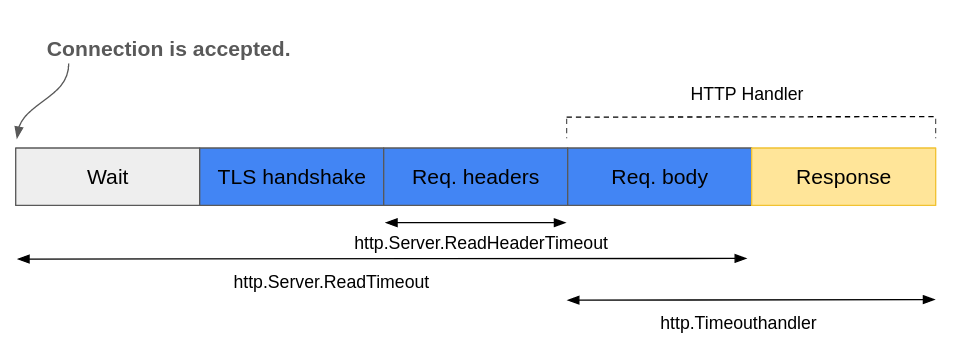 Connection is accepted.
HTTP Handler
Wait
TLS handshake
Req. headers
Req. body
Response
http.Server.ReadHeaderTimeout
http.Server.ReadTimeout
http.Timeouthandler